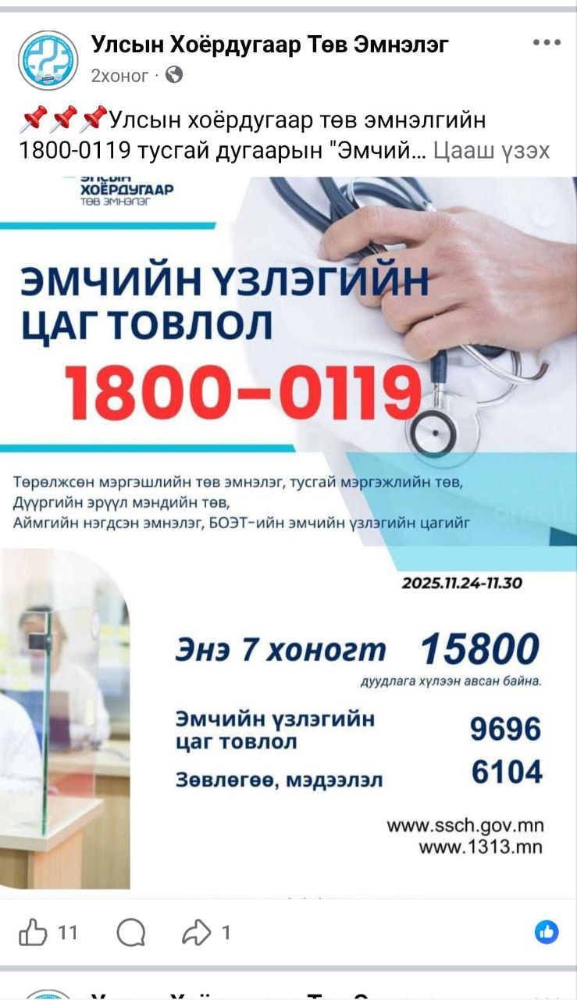 Улсын Хоёрдугаар Төв Эмнэлэг
2хоног ·
Улсын хоёрдугаар төв эмнэлгийн
1800-0119 тусгай дугаарын "Эмчий... Цааш үзэх
УЛСЫН
ХОЁРДУГААР
ТӨВ ЭМНЭЛЭГ
ЭМЧИЙН ҮЗЛЭГИЙН
ЦАГ ТОВЛОЛ
1800-0119
Төрөлжсөн мэргэшлийн төв эмнэлэг, тусгай мэргэжлийн төв,
Дүүргийн эрүүл мэндийн төв,
Аймгийн нэгдсэн эмнэлэг, БОЭТ-ийн эмчийн үзлэгийн цагийг
2025.11.24-11.30
Энэ 7 хоногт 15800
дуудлага хүлээн авсан байна.
Эмчийн үзлэгийн
цаг товлол 9696
Зөвлөгөө, мэдээлэл 6104
www.ssch.gov.mn
www.1313.mn
11 1